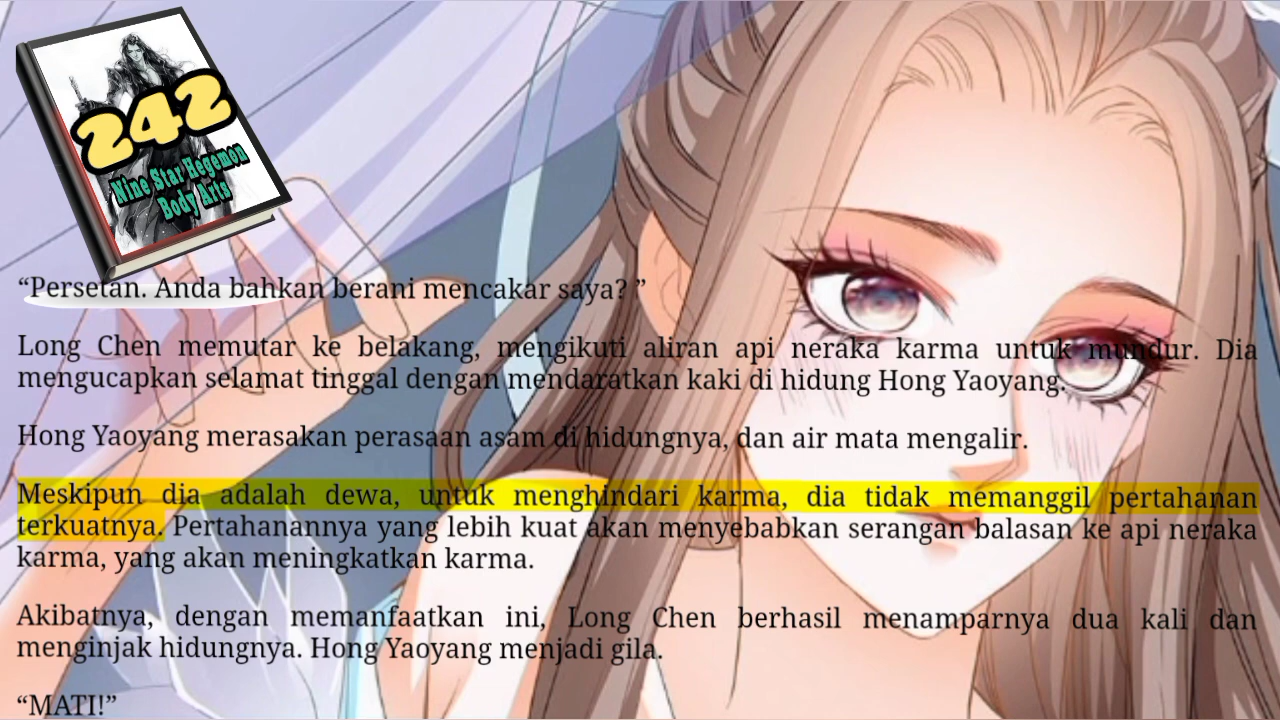 242
Nine Star Hegemon
Body Arts
“Persetan. Anda bahkan berani mencakar saya? ”
Long Chen memutar ke belakang, mengikuti aliran api neraka karma untuk mundur. Dia
mengucapkan selamat tinggal dengan mendaratkan kaki di hidung Hong Yaoyang.
Hong Yaoyang merasakan perasaan asam di hidungnya, dan air mata mengalir.
Meskipun dia adalah dewa, untuk menghindari karma, dia tidak memanggil pertahanan
terkuatnya. Pertahanannya yang lebih kuat akan menyebabkan serangan balasan ke api neraka
karma, yang akan meningkatkan karma.
Akibatnya, dengan memanfaatkan ini, Long Chen berhasil menamparnya dua kali dan
menginjak hidungnya. Hong Yaoyang menjadi gila.
“MATI!”